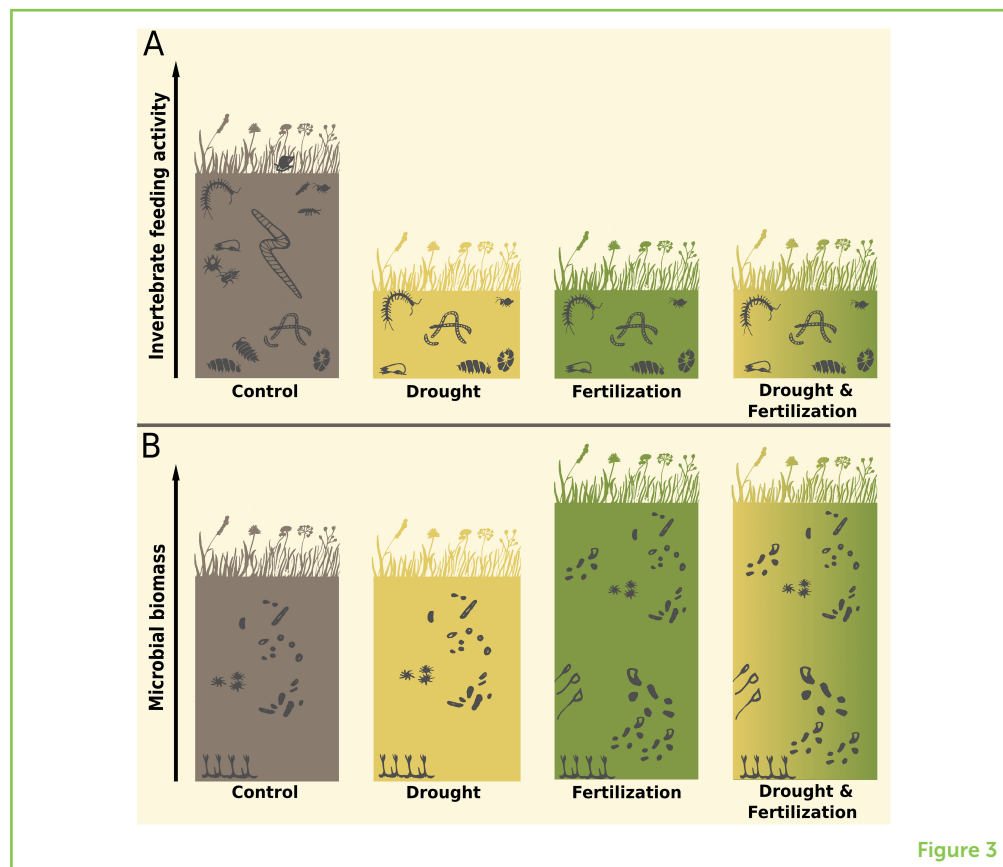 A
Invertebrate feeding activity
Control
Drought
Fertilization
Drought &
Fertilization
B
Microbial biomass
Control
Drought
Fertilization
Drought &
Fertilization
Figure 3